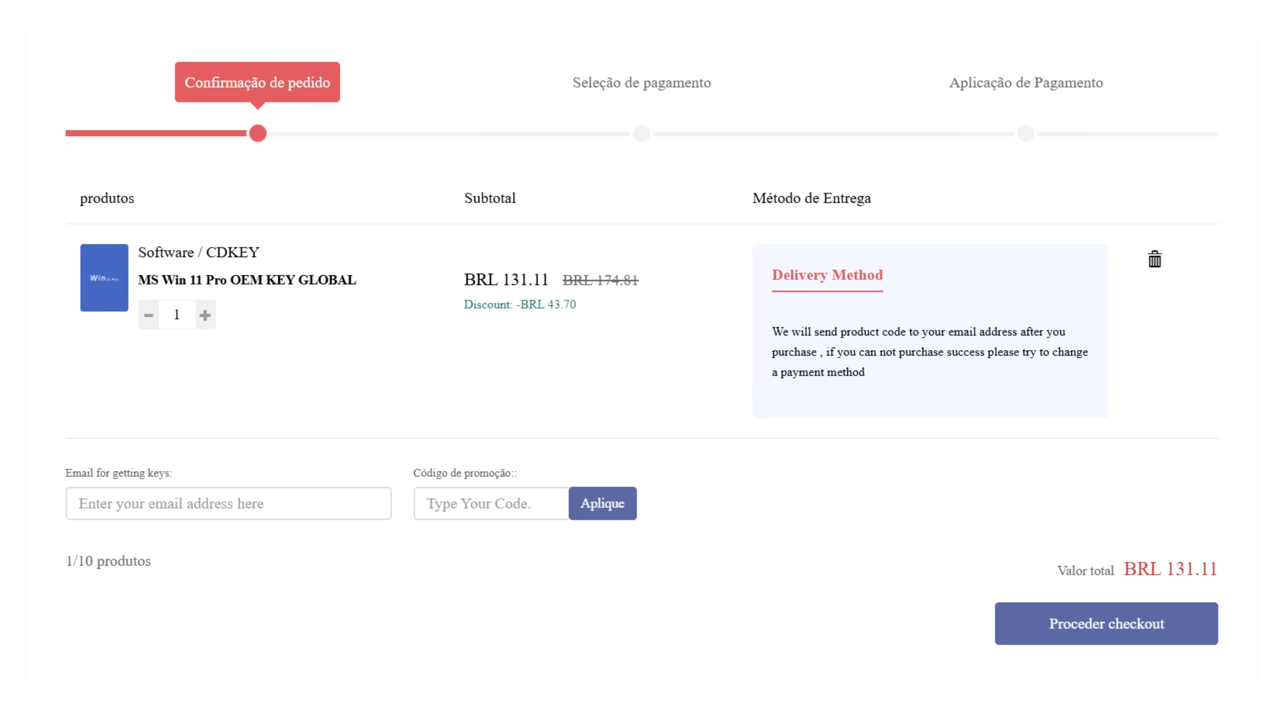 Confirmação de pedido
Seleção de pagamento
Aplicação de Pagamento
produtos
Subtotal
Método de Entrega
Software / CDKEY
MS Win 11 Pro OEM KEY GLOBAL
Win
- 1 +
BRL 131.11 BRL 174.81
Discount: -BRL 43.70
Delivery Method
We will send product code to your email address after you
purchase , if you can not purchase success please try to change
a payment method
Email for getting keys:
Enter your email address here
Código de promoção::
Type Your Code.
Aplique
1/10 produtos
Valor total BRL 131.11
Proceder checkout